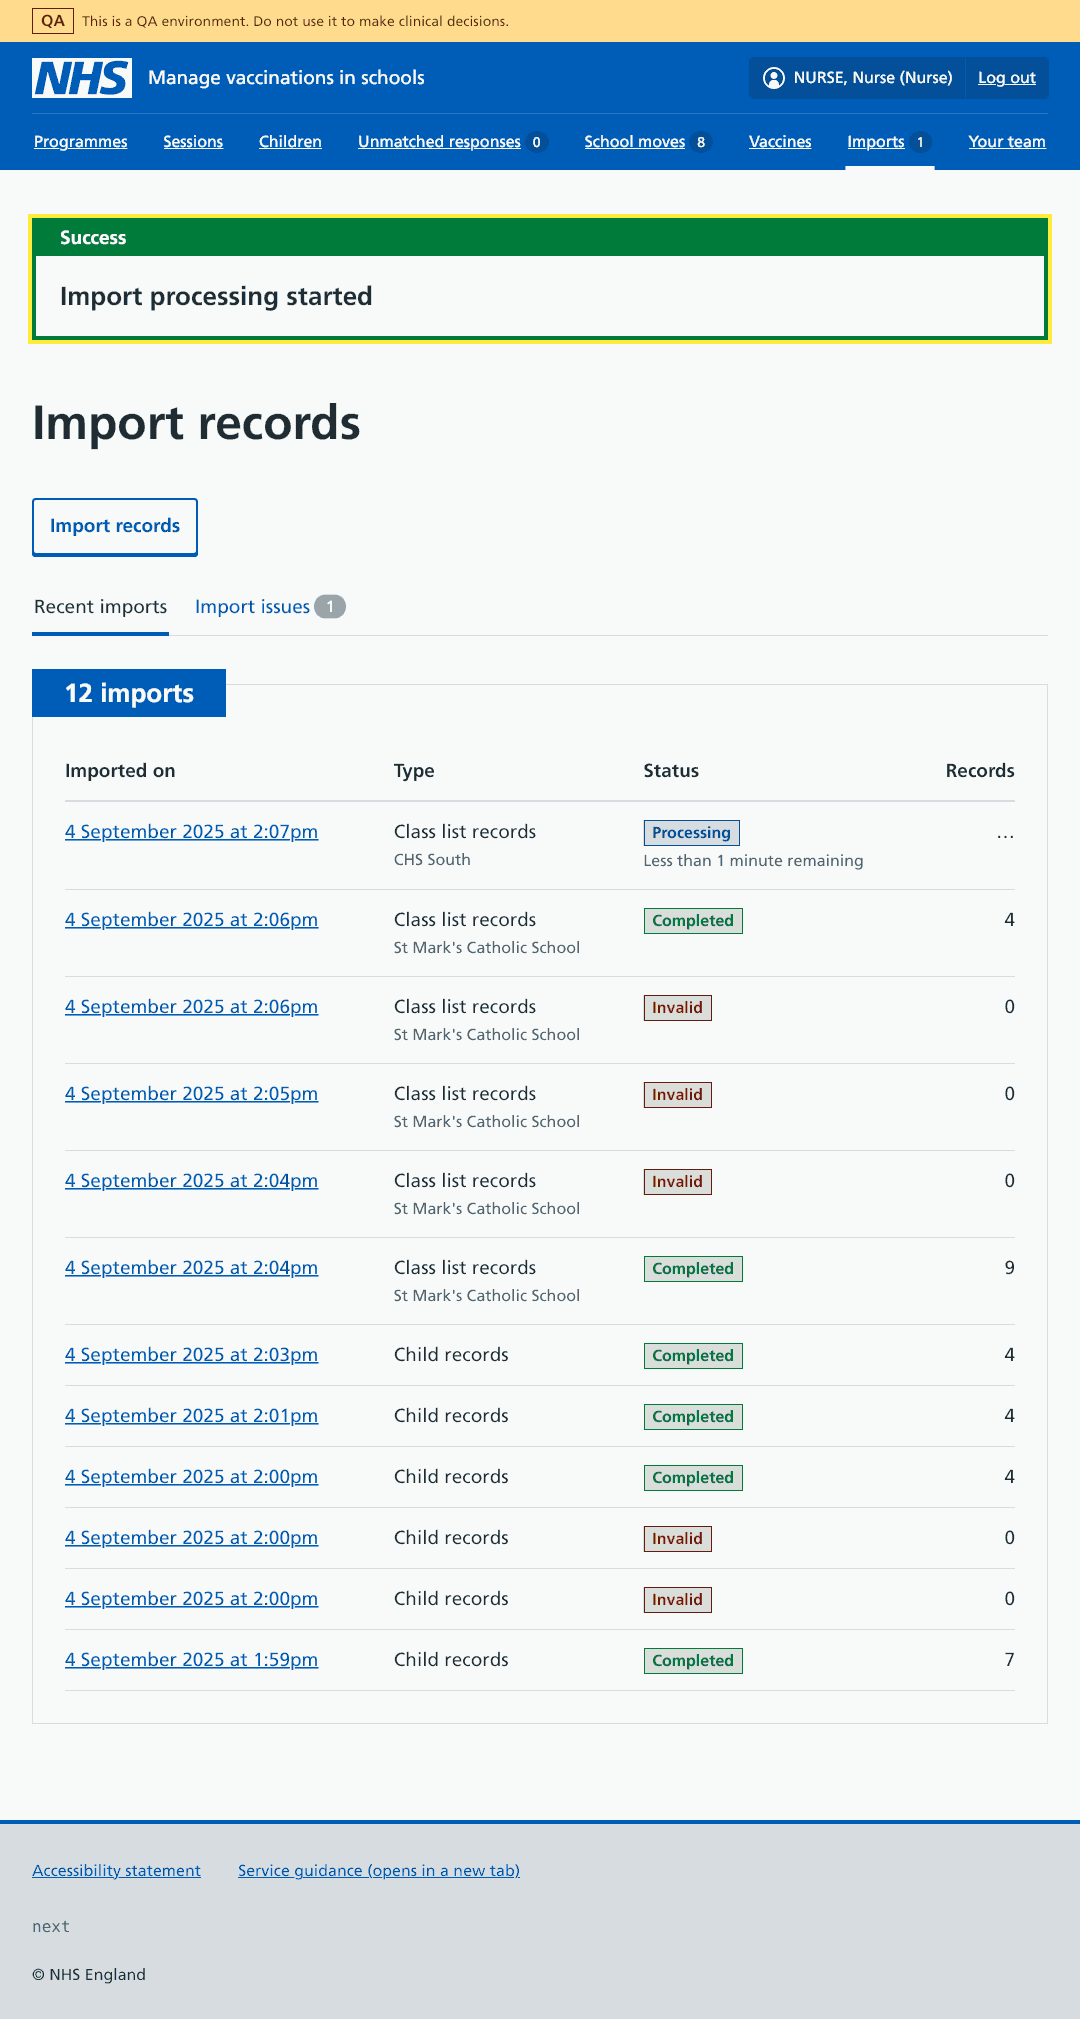 QA This is a QA environment. Do not use it to make clinical decisions.
NHS Manage vaccinations in schools NURSE, Nurse (Nurse) Log out
Programmes Sessions Children Unmatched responses 0 School moves 8 Vaccines Imports 1 Your team
Success
Import processing started
Import records
Import records
Recent imports Import issues 1
12 imports
Imported on Type Status Records
4 September 2025 at 2:07pm Class list records Processing ...
CHS South Less than 1 minute remaining
4 September 2025 at 2:06pm Class list records Completed 4
St Mark's Catholic School
4 September 2025 at 2:06pm Class list records Invalid 0
St Mark's Catholic School
4 September 2025 at 2:05pm Class list records Invalid 0
St Mark's Catholic School
4 September 2025 at 2:04pm Class list records Invalid 0
St Mark's Catholic School
4 September 2025 at 2:04pm Class list records Completed 9
St Mark's Catholic School
4 September 2025 at 2:03pm Child records Completed 4
4 September 2025 at 2:01pm Child records Completed 4
4 September 2025 at 2:00pm Child records Completed 4
4 September 2025 at 2:00pm Child records Invalid 0
4 September 2025 at 2:00pm Child records Invalid 0
4 September 2025 at 1:59pm Child records Completed 7
Accessibility statement Service guidance (opens in a new tab)
next
© NHS England